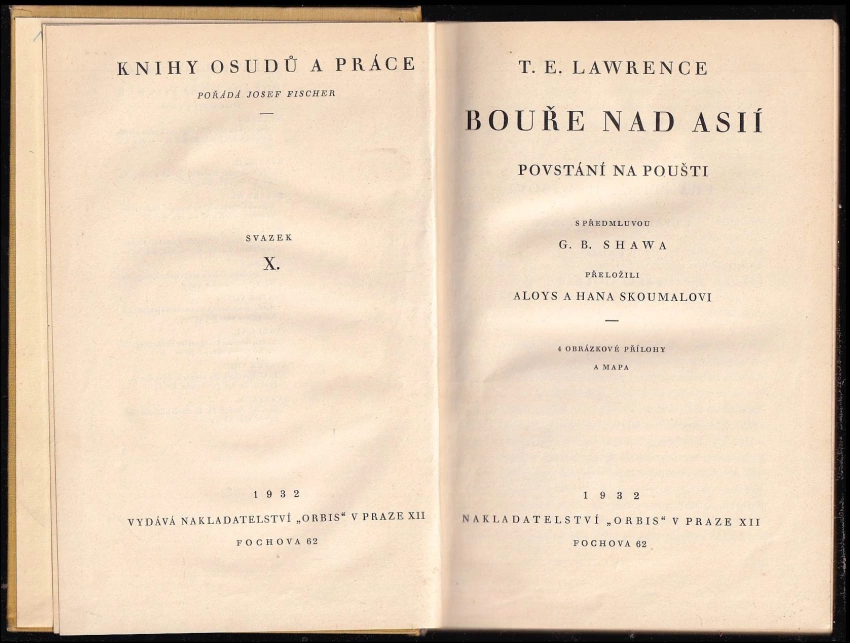 KNIHY OSUDŮ A PRÁCE
POŘÁDÁ JOSEF FISCHER
SVAZEK
X.
1932
VYDÁVÁ NAKLADATELSTVÍ „ORBIS“ V PRAZE XII
FOCHOVA 62
T. E. LAWRENCE
BOUŘE NAD ASIÍ
POVSTÁNÍ NA POUŠTI
S PŘEDMLUVOU
G. B. SHAWA
PŘELOŽILI
ALOYS A HANA SKOUMALOVI
4 OBRÁZKOVÉ PŘÍLOHY
A MAPA
1932
NAKLADATELSTVÍ „ORBIS“ V PRAZE XII
FOCHOVA 62